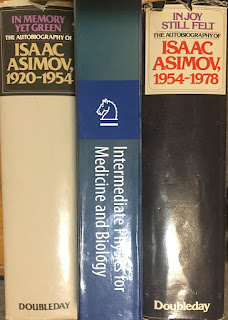 IN MEMORY
YET GREEN
THE AUTOBIOGRAPHY OF
ISAAC
ASIMOV,
1920-1954
DOUBLEDAY
Intermediate Physics for
Medicine and Biology
IN JOY
STILL FELT
THE AUTOBIOGRAPHY OF
ISAAC
ASIMOV,
1954-1978
Doubleday